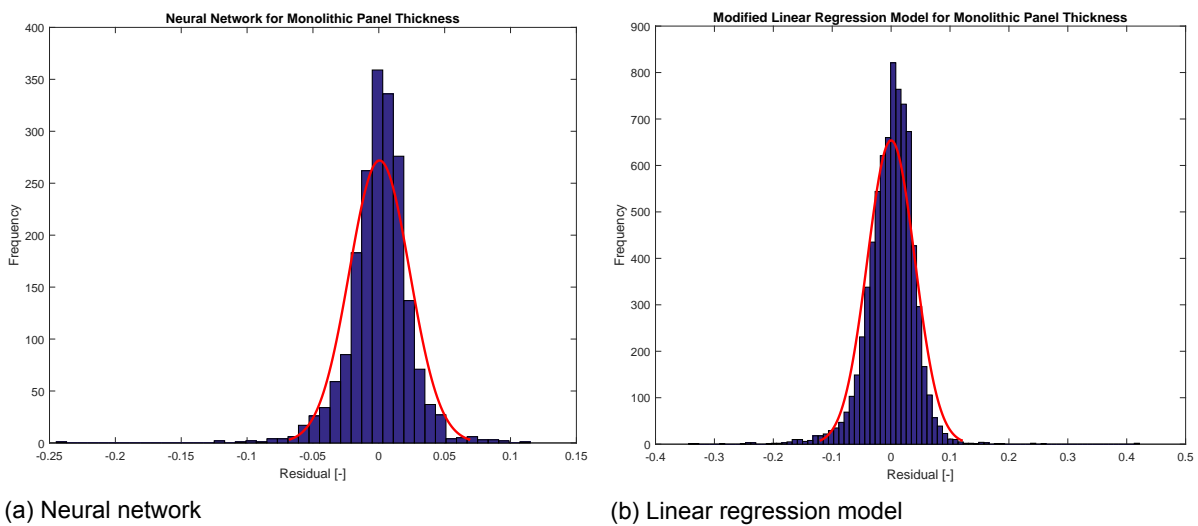 Neural Network for Monolithic Panel Thickness
400
350
300
250
200
150
100
50
0
Frequency
-0.25 -0.2 -0.15 -0.1 -0.05 0 0.05 0.1 0.15
Residual [-]
(a) Neural network
Modified Linear Regression Model for Monolithic Panel Thickness
900
800
700
600
500
400
300
200
100
0
Frequency
-0.4 -0.3 -0.2 -0.1 0 0.1 0.2 0.3 0.4 0.5
Residual [-]
(b) Linear regression model